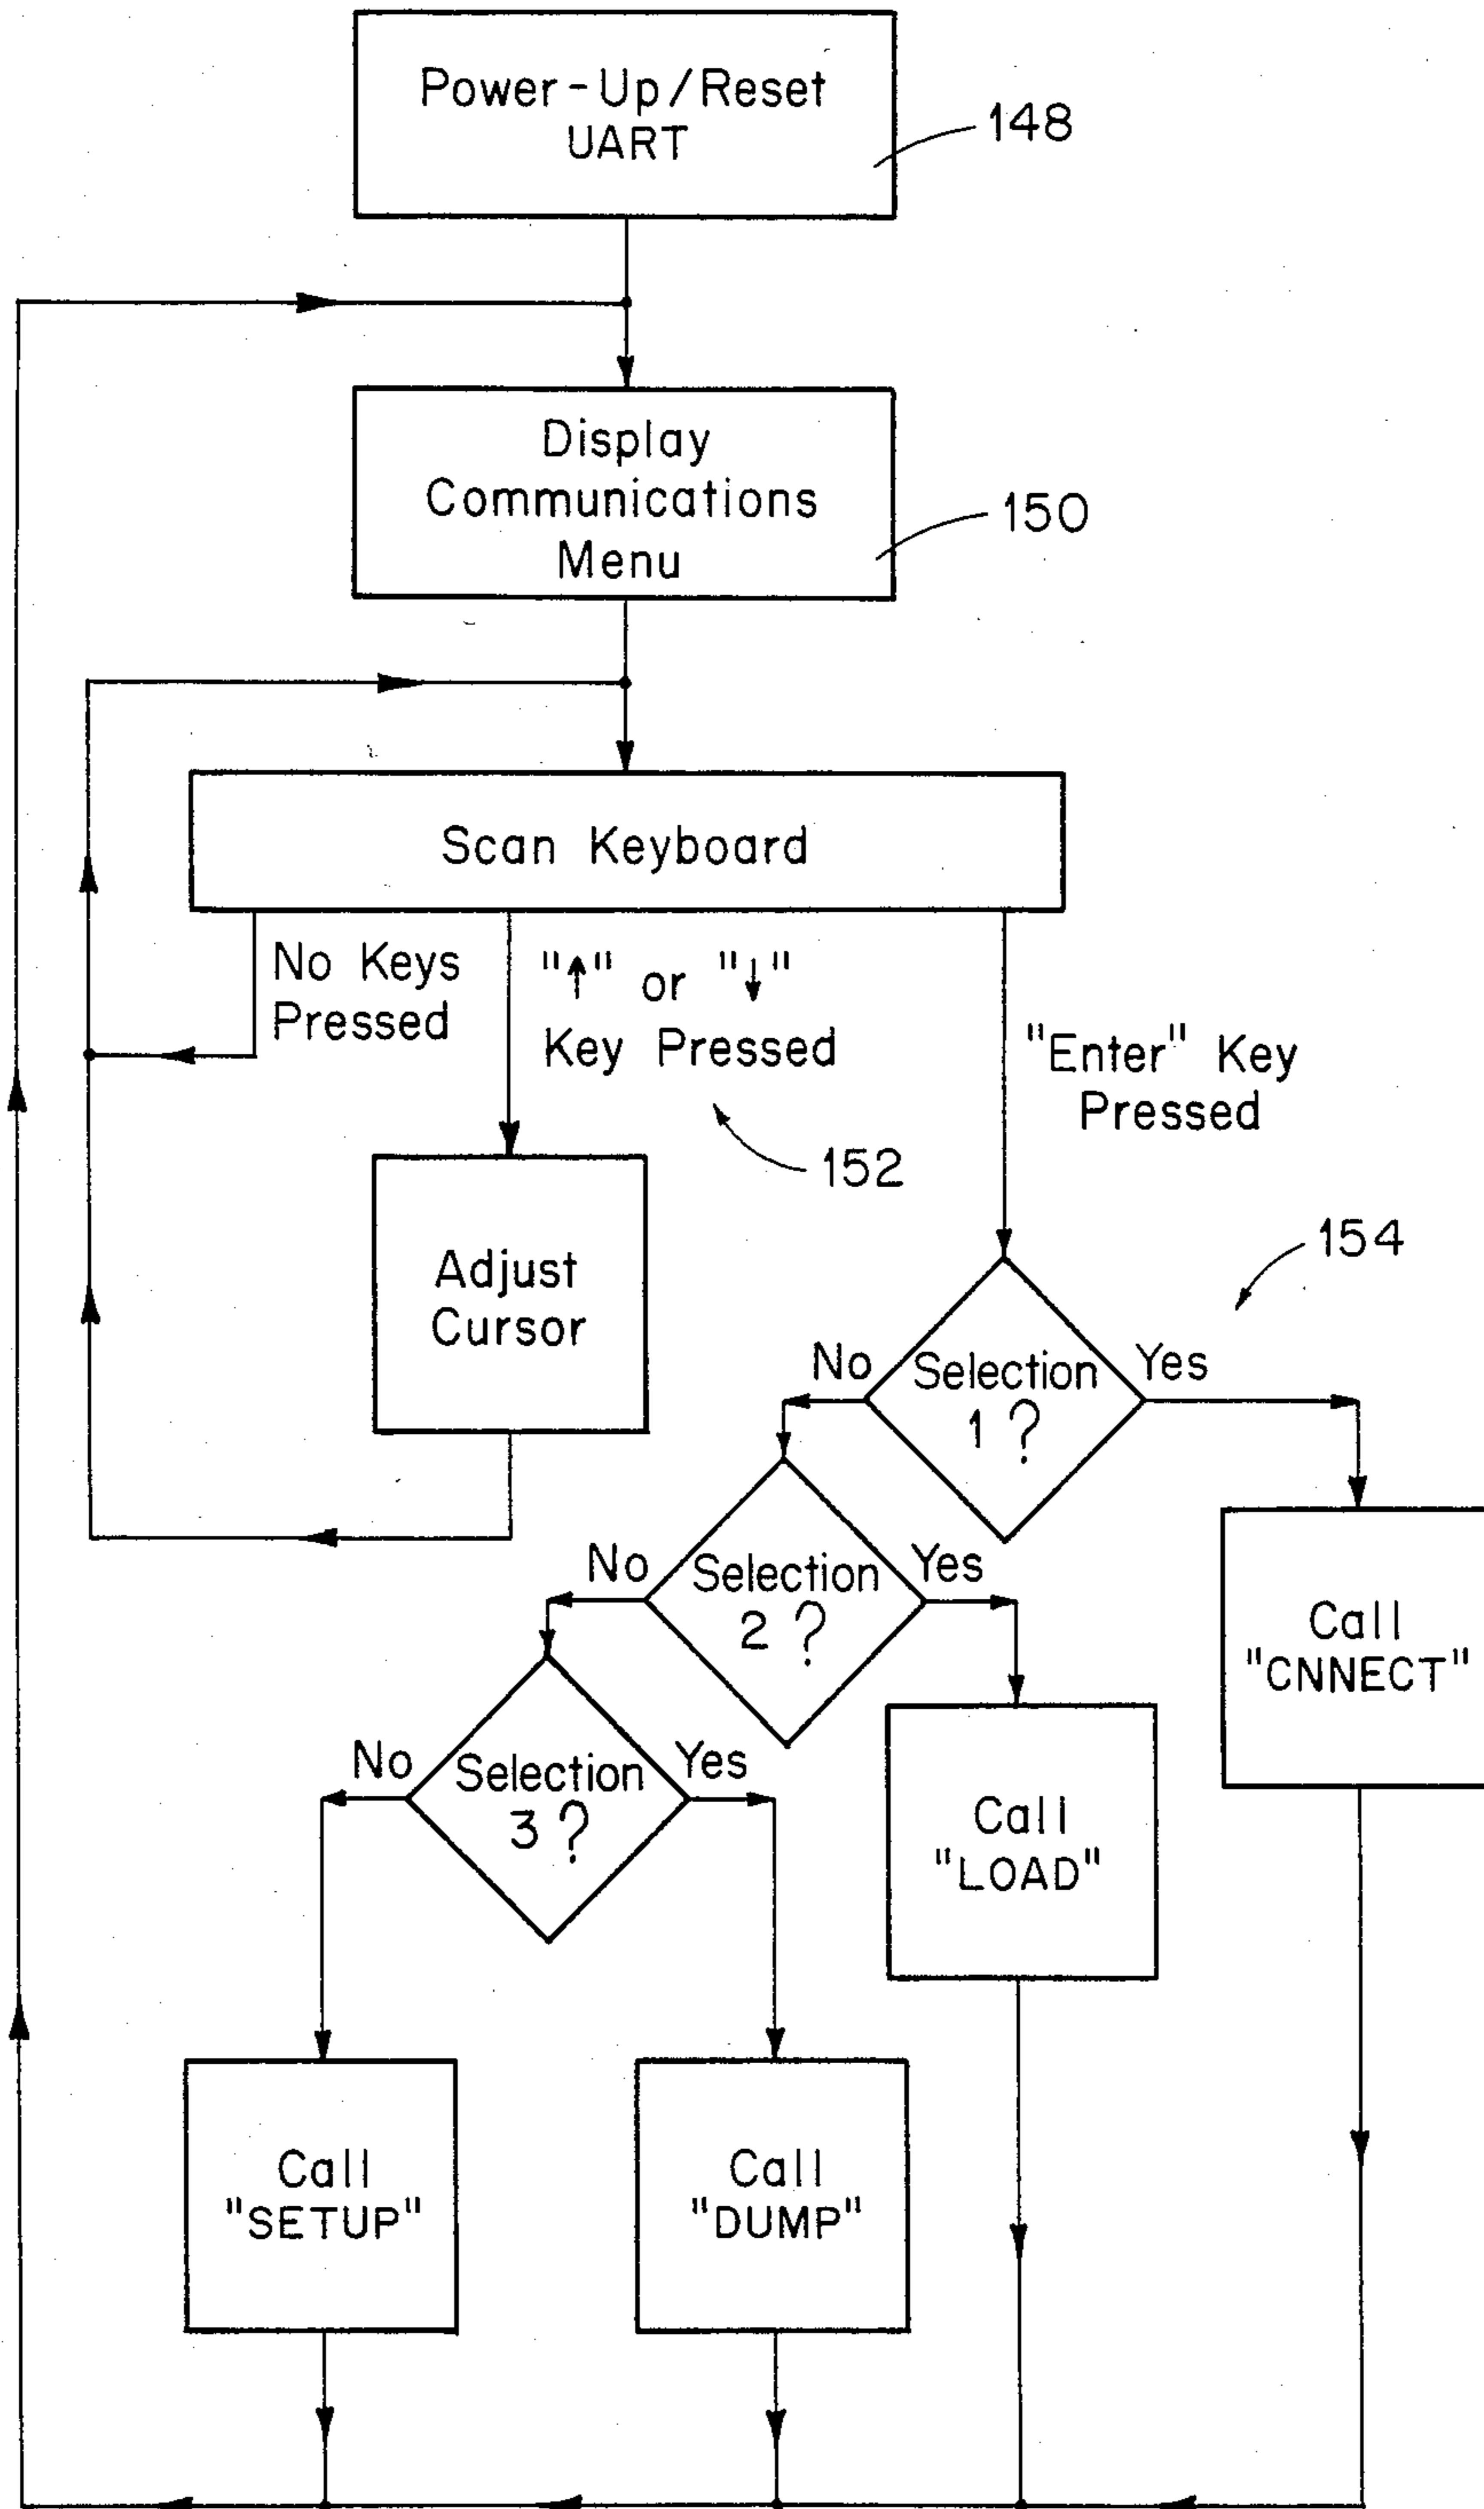 Power-Up/Reset
UART
148
Display
Communications
Menu
150
Scan Keyboard
No Keys
Pressed
"↑" or "↓"
Key Pressed
"Enter" Key
Pressed
152
154
Adjust
Cursor
No
Selection
1 ?
Yes
No
Selection
2 ?
Yes
Call
"CNNECT"
No
Selection
3 ?
Yes
Call
"LOAD"
Call
"SETUP"
Call
"DUMP"